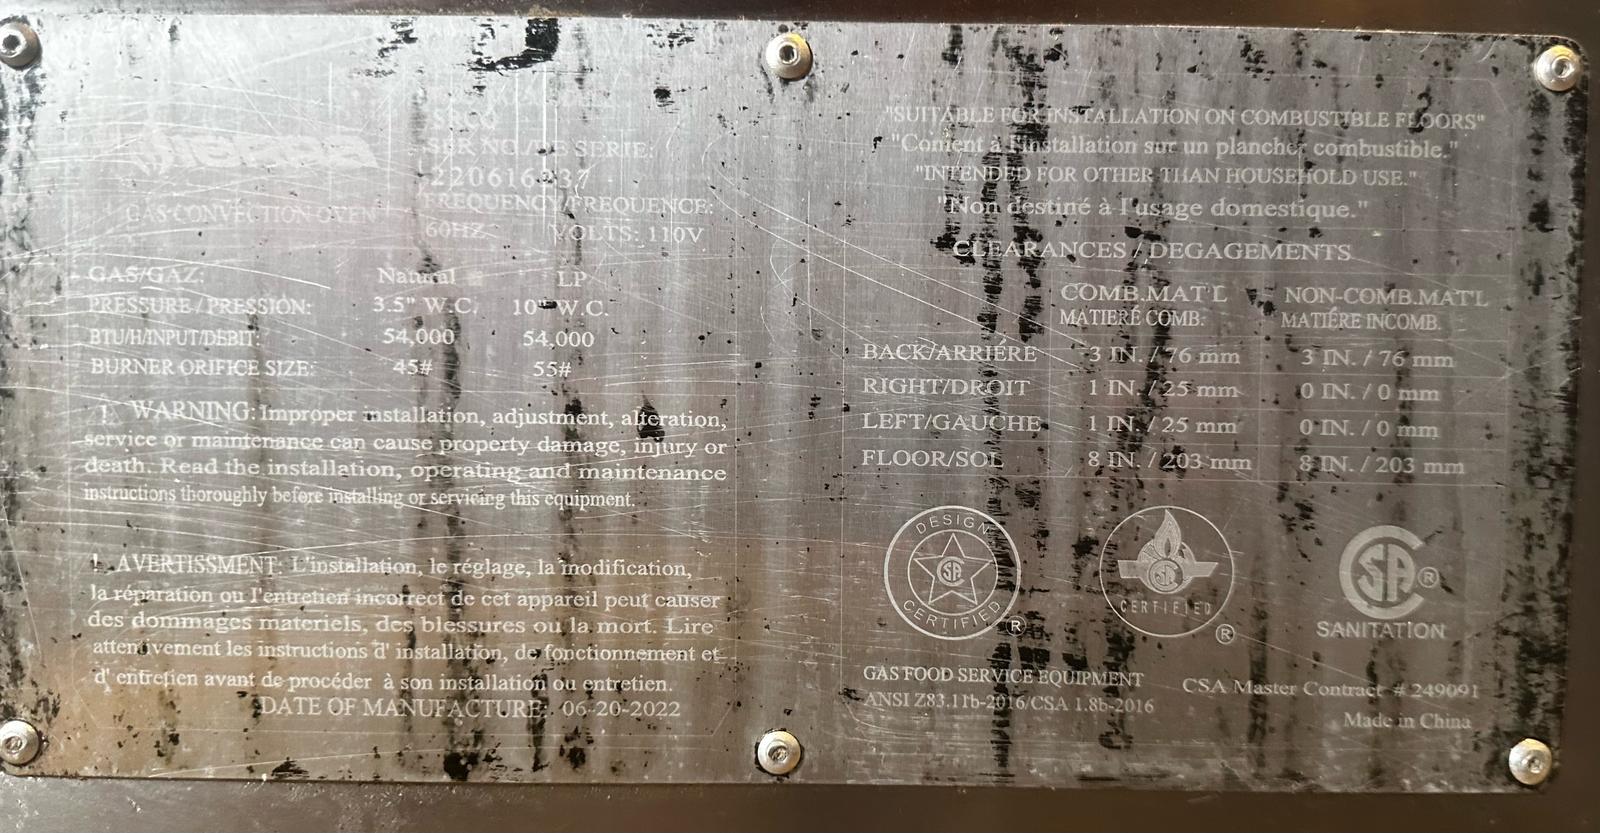 SER NO./DE SERIE:
GAS CONVECTION OVEN
FREQUENCY/FREQUENCE:
60HZ VOLTS: 110V
GAS/GAZ: Natural LP
PRESSURE/PRESSION: 3.5" W.C. 10" W.C.
BTU/H/INPUT/DEBIT: 54,000 54,000
BURNER ORIFICE SIZE: 45# 55#
WARNING: Improper installation, adjustment, alteration,
service or maintenance can cause property damage, injury or
death. Read the installation, operating and maintenance
instructions thoroughly before installing or servicing this equipment.
AVERTISSMENT: L'installation, le réglage, la modification,
la réparation ou l'entretien incorrect de cet appareil peut causer
des dommages materiels, des blessures ou la mort. Lire
attentivement les instructions d' installation, de fonctionnement et
d' entretien avant de procéder à son installation ou entretien.
DATE OF MANUFACTURE: 06-20-2022
"SUITABLE FOR INSTALLATION ON COMBUSTIBLE FLOORS"
"Conient à l'installation sur un plancher combustible."
"INTENDED FOR OTHER THAN HOUSEHOLD USE."
"Non destiné à l'usage domestique."
CLEARANCES / DEGAGEMENTS
COMB.MAT'L NON-COMB.MAT'L
MATIERE COMB: MATIÉRE INCOMB.
BACK/ARRIÉRE 3 IN. / 76 mm 3 IN. / 76 mm
RIGHT/DROIT 1 IN. / 25 mm 0 IN. / 0 mm
LEFT/GAUCHE 1 IN. / 25 mm 0 IN. / 0 mm
FLOOR/SOL 8 IN. / 203 mm 8 IN. / 203 mm
DESIGN
SA
CERTIFIED
®
CERTIFIED
®
SA ®
SANITATION
GAS FOOD SERVICE EQUIPMENT
ANSI Z83.11b-2016/CSA 1.8b-2016
CSA Master Contract # 249091
Made in China